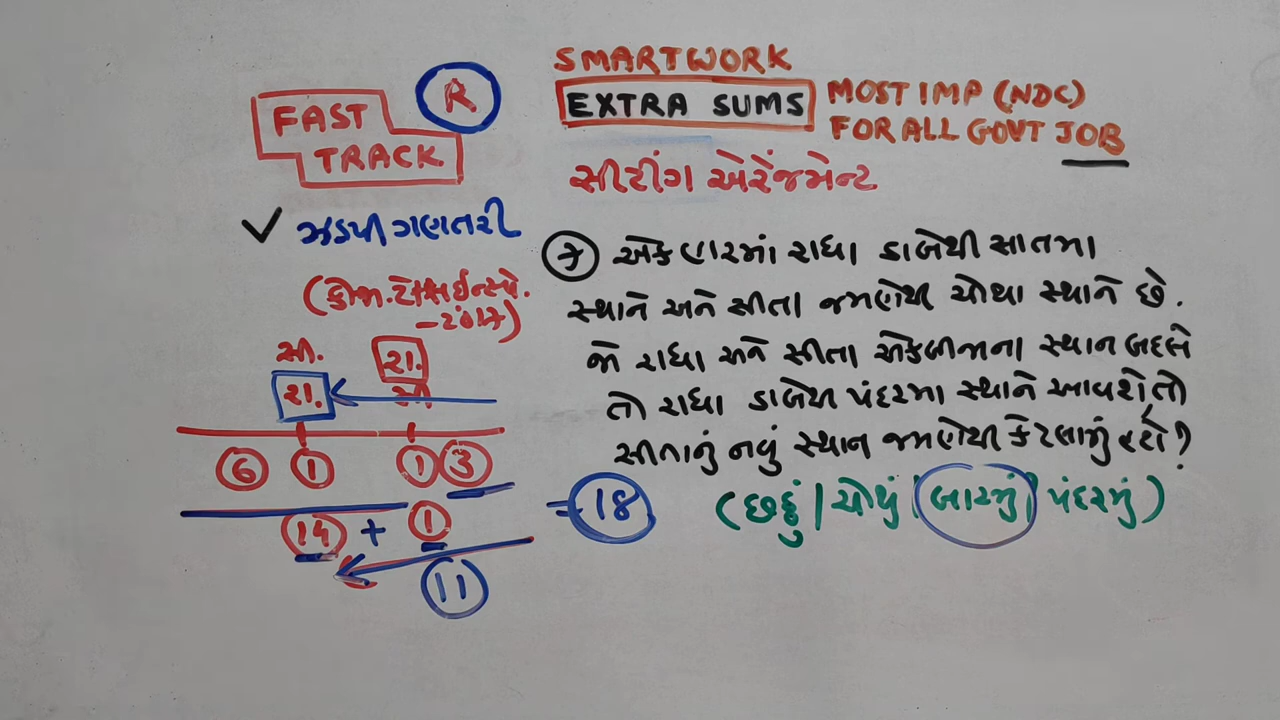 SMARTWORK
EXTRA SUMS
MOST IMP (NDC)
FOR ALL GOVT JOB
FAST
TRACK
R
સીટીંગ એરેંજમેન્ટ
✓ ઝડપી ગણતરી
એક હારમાં રાધા ડાબેથી સાતમા
સ્થાને અને સીતા જમણેથી ચોથા સ્થાને છે.
જો રાધા અને સીતા એકબીજાના સ્થાન બદલે
તો રાધા ડાબેથી પંદરમા સ્થાને આવશે તો
સીતાનું નવું સ્થાન જમણેથી કેટલામું હશે?
(છઠ્ઠું | ચોથું | બારમું | પંદરમું)
સી. રા.
રા. સી
6 1 1 3
14 + 1 = 18
11